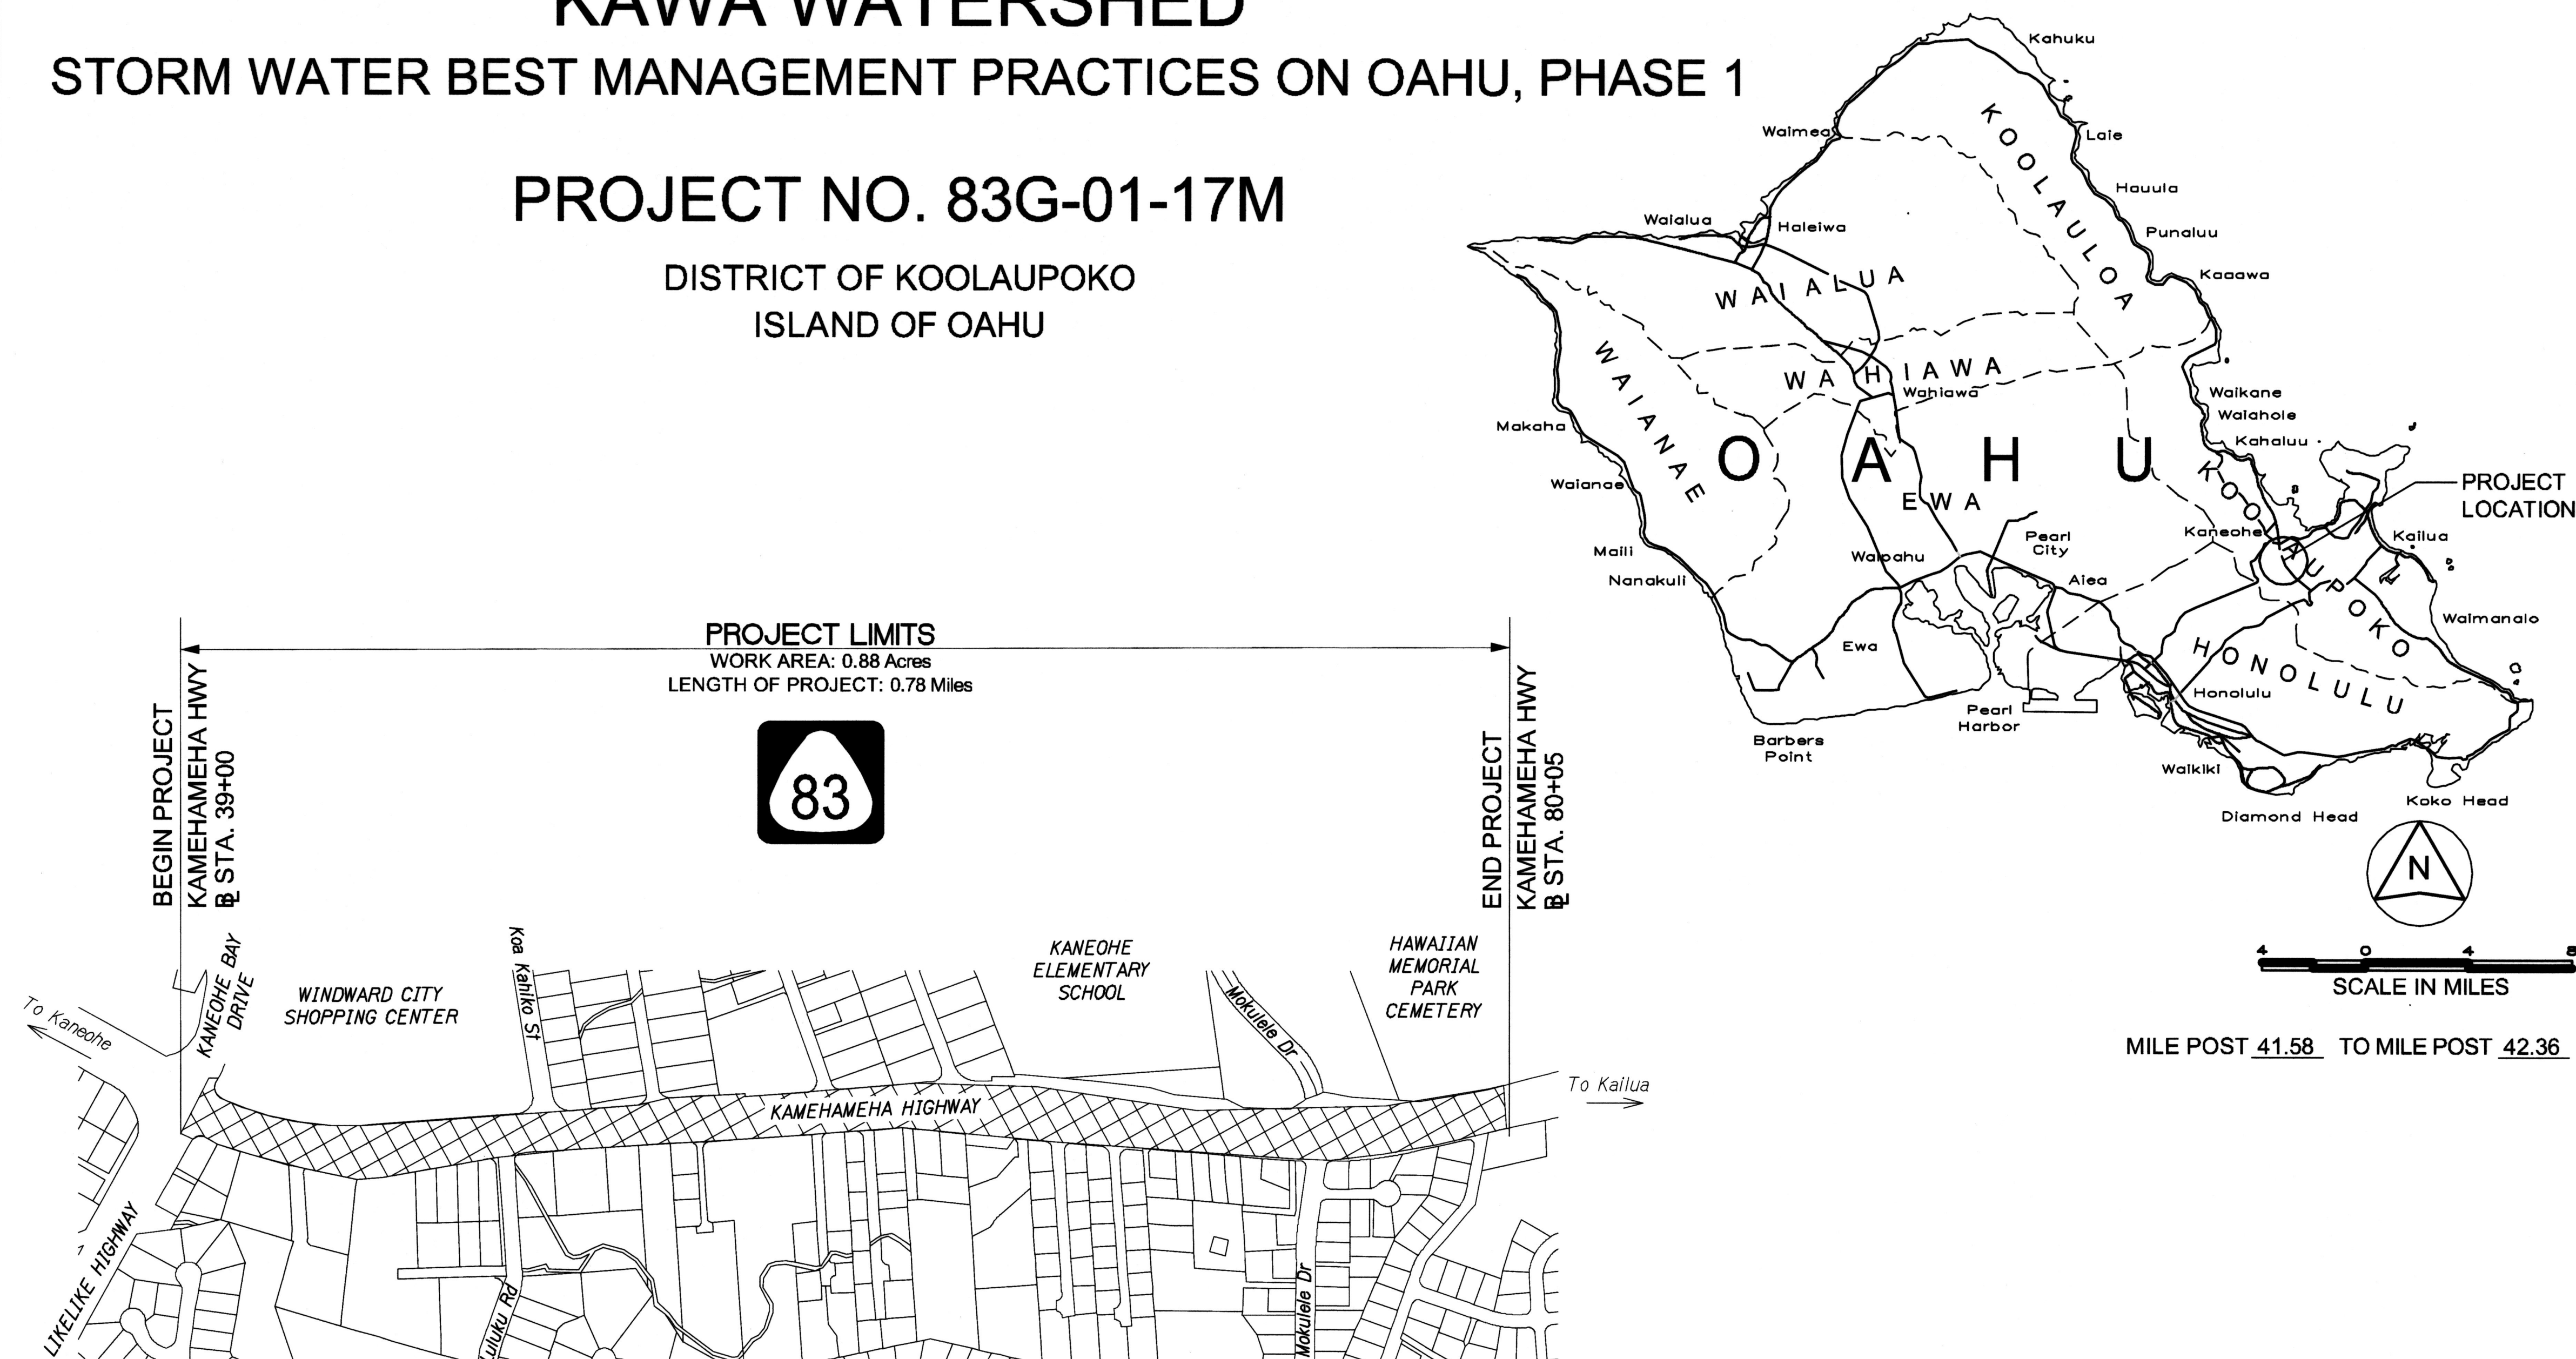 KAWA WATERSHED
STORM WATER BEST MANAGEMENT PRACTICES ON OAHU, PHASE 1
PROJECT NO. 83G-01-17M
DISTRICT OF KOOLAUPOKO
ISLAND OF OAHU
Kahuku
Waimea
Laie
KOOLAULOA
Hauula
Waialua
Haleiwa
Punaluu
Kaaawa
WAIALUA
WAIANAE
WAHIAWA
Wahiawa
Waikane
Waiahole
Kahaluu
Makaha
OAHU
Waianae
EWA
KOOLAUPOKO
PROJECT
LOCATION
Kaneohe
Kailua
Pearl
City
Maili
Waipahu
Nanakuli
Aiea
Waimanalo
Ewa
HONOLULU
Honolulu
Pearl
Harbor
Barbers
Point
Waikiki
Koko Head
Diamond Head
N
4 0 4 8
SCALE IN MILES
MILE POST 41.58 TO MILE POST 42.36
PROJECT LIMITS
WORK AREA: 0.88 Acres
LENGTH OF PROJECT: 0.78 Miles
83
BEGIN PROJECT
KAMEHAMEHA HWY
BL STA. 39+00
END PROJECT
KAMEHAMEHA HWY
BL STA. 80+05
To Kaneohe
KANEOHE BAY
DRIVE
WINDWARD CITY
SHOPPING CENTER
Koa Kahiko St
KANEOHE
ELEMENTARY
SCHOOL
Mokulele Dr
HAWAIIAN
MEMORIAL
PARK
CEMETERY
To Kailua
KAMEHAMEHA HIGHWAY
LIKELIKE HIGHWAY
Luluku Rd
Mokulele Dr